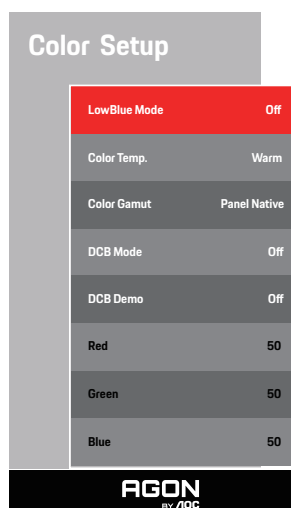 Color Setup
LowBlue Mode Off
Color Temp. Warm
Color Gamut Panel Native
DCB Mode Off
DCB Demo Off
Red 50
Green 50
Blue 50
AGON
BY AOC